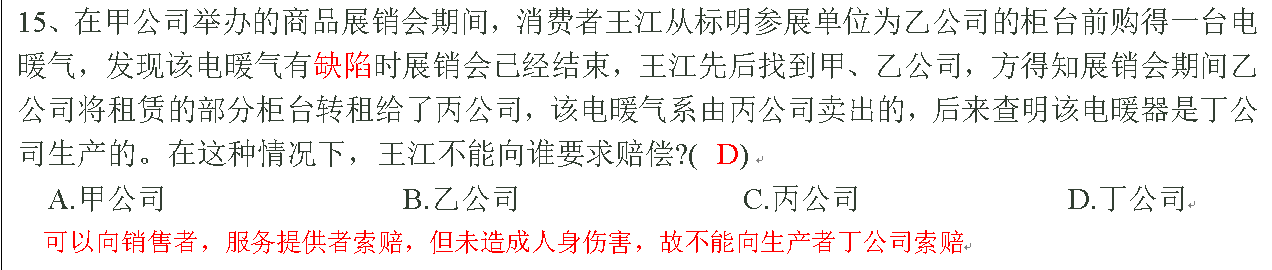 15、在甲公司举办的商品展销会期间，消费者王江从标明参展单位为乙公司的柜台前购得一台电
暖气，发现该电暖气有缺陷时展销会已经结束，王江先后找到甲、乙公司，方得知展销会期间乙
公司将租赁的部分柜台转租给了丙公司，该电暖气系由丙公司卖出的，后来查明该电暖器是丁公
司生产的。在这种情况下，王江不能向谁要求赔偿?( D)
A.甲公司 B.乙公司 C.丙公司 D.丁公司
可以向销售者，服务提供者索赔，但未造成人身伤害，故不能向生产者丁公司索赔